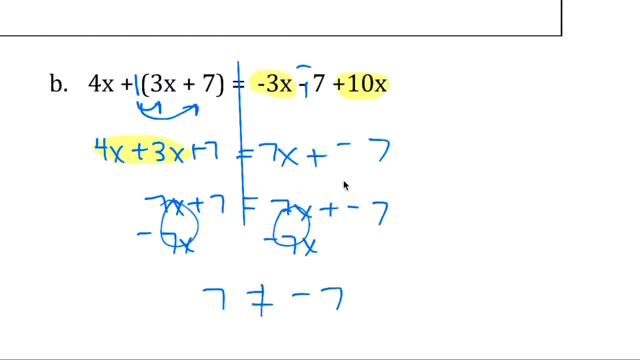 b. 4x + 1(3x + 7) = -3x - 7 + 10x
4x + 3x + 7 = 7x + - 7
7x + 7 = 7x + - 7
- 7x - 7x
7 ≠ - 7